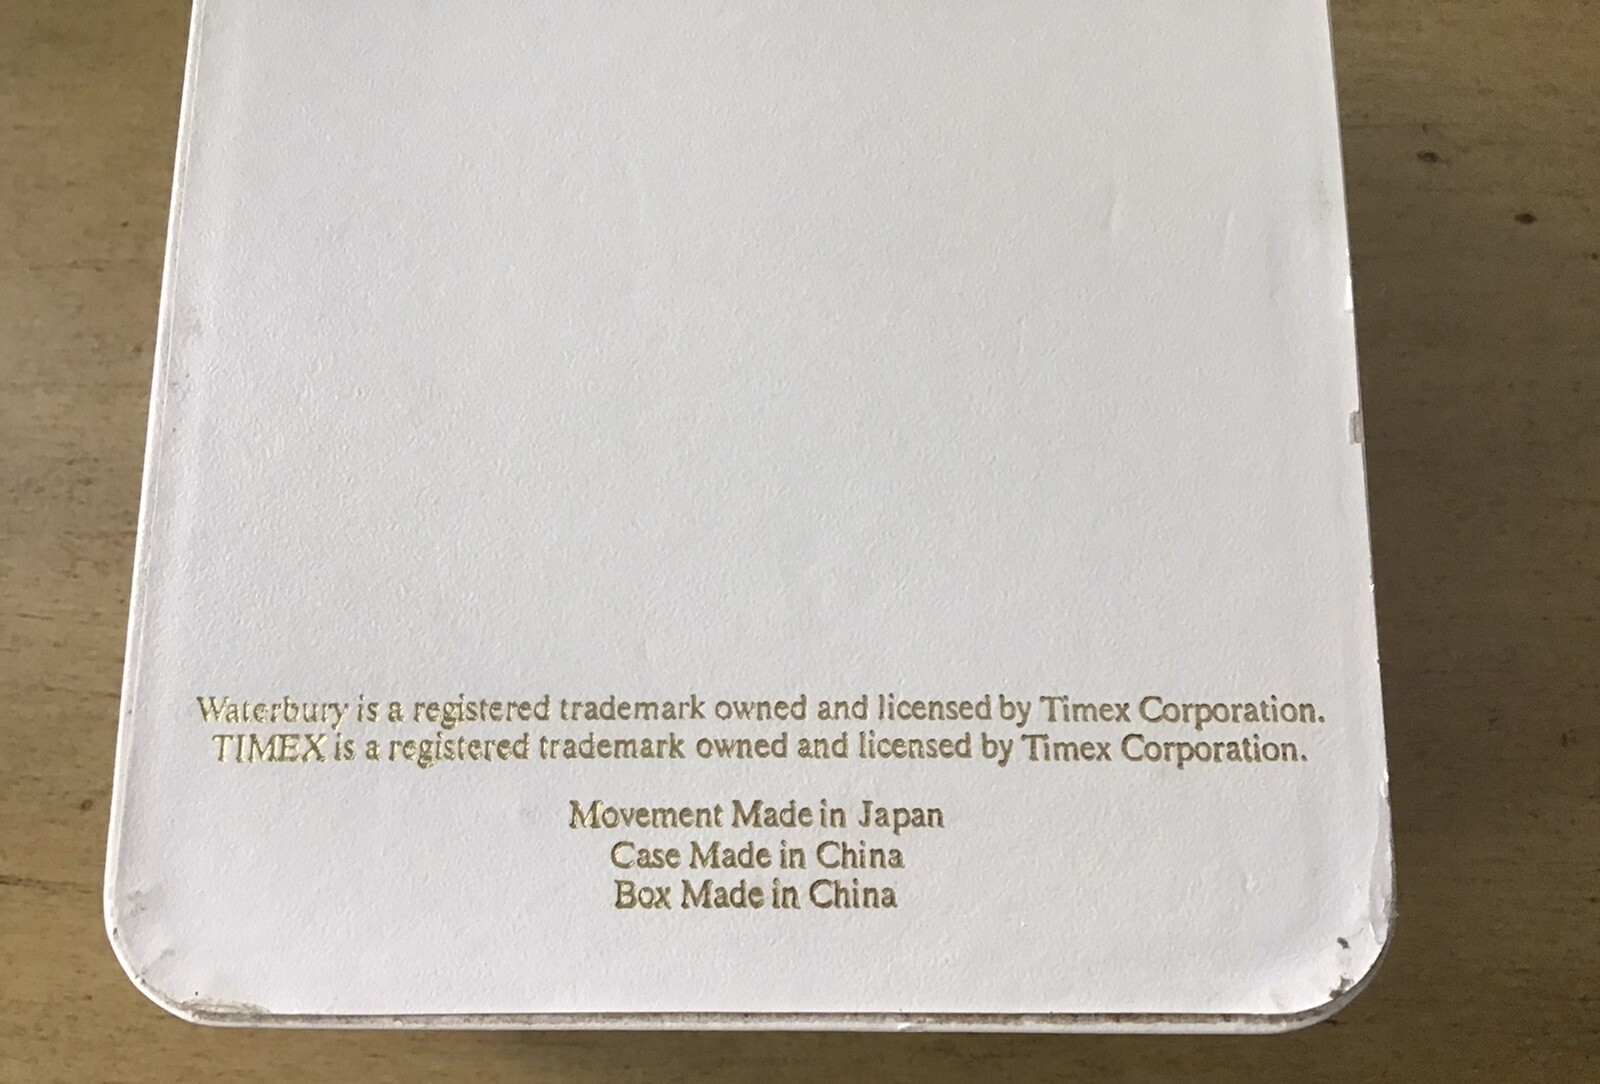 Waterbury is a registered trademark owned and licensed by Timex Corporation.
TIMEX is a registered trademark owned and licensed by Timex Corporation.
Movement Made in Japan
Case Made in China
Box Made in China